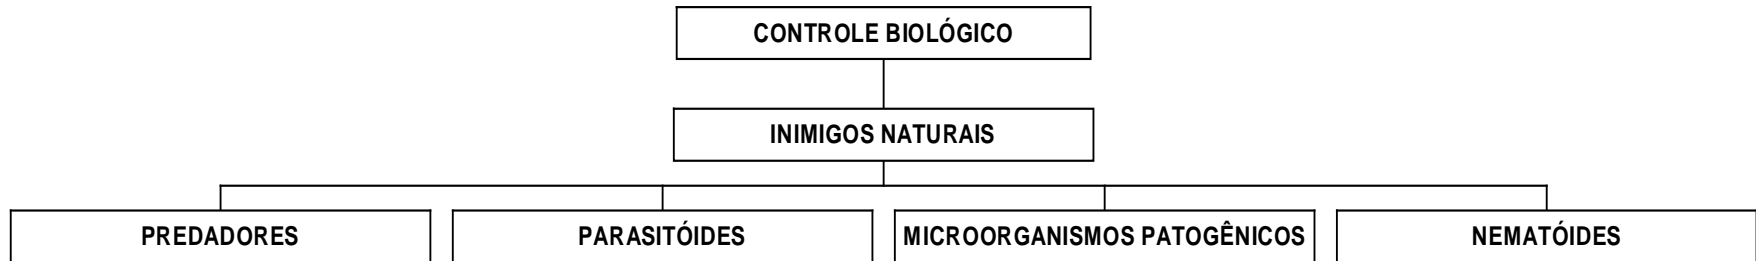 CONTROLE BIOLÓGICO
INIMIGOS NATURAIS
PREDADORES
PARASITÓIDES
MICROORGANISMOS PATOGÊNICOS
NEMATÓIDES